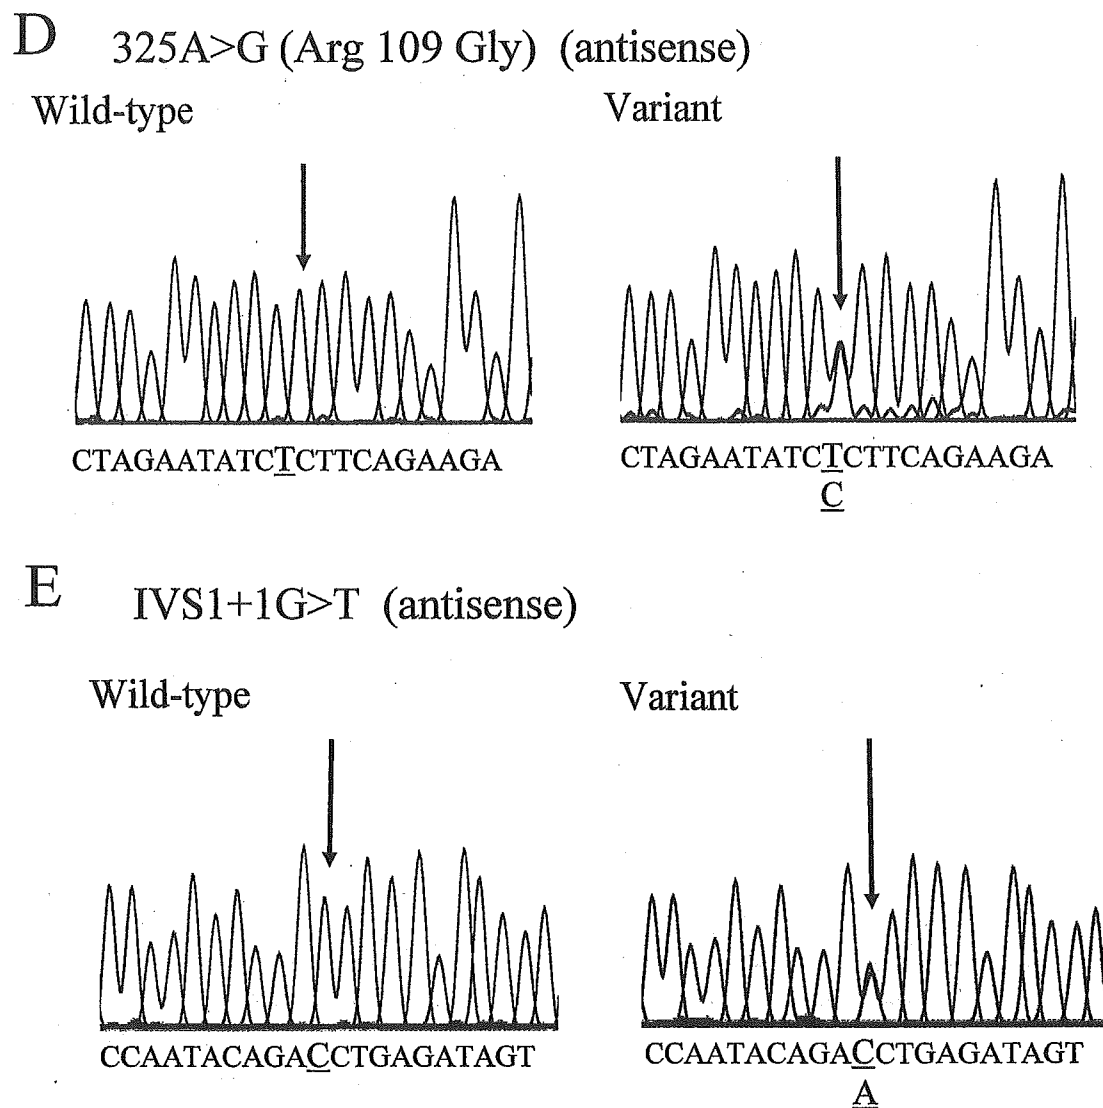 D 325A>G (Arg 109 Gly) (antisense)
Wild-type Variant
CTAGAATATCTCTTCAGAAGA CTAGAATATCTCTTCAGAAGA
C
E IVS1+1G>T (antisense)
Wild-type Variant
CCAATACAGACCTGAGATAGT CCAATACAGACCTGAGATAGT
A